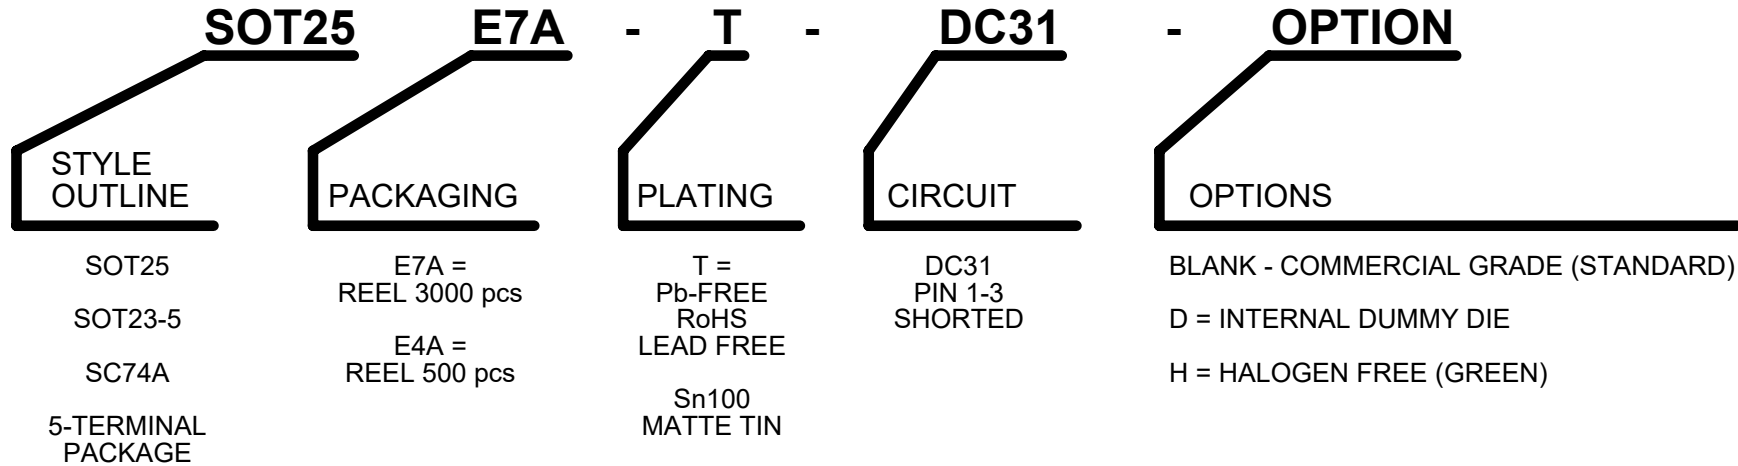 SOT25 E7A - T - DC31 - OPTION
STYLE
OUTLINE
PACKAGING
PLATING
CIRCUIT
OPTIONS
SOT25
SOT23-5
SC74A
5-TERMINAL
PACKAGE
E7A =
REEL 3000 pcs
E4A =
REEL 500 pcs
T =
Pb-FREE
RoHS
LEAD FREE
Sn100
MATTE TIN
DC31
PIN 1-3
SHORTED
BLANK - COMMERCIAL GRADE (STANDARD)
D = INTERNAL DUMMY DIE
H = HALOGEN FREE (GREEN)